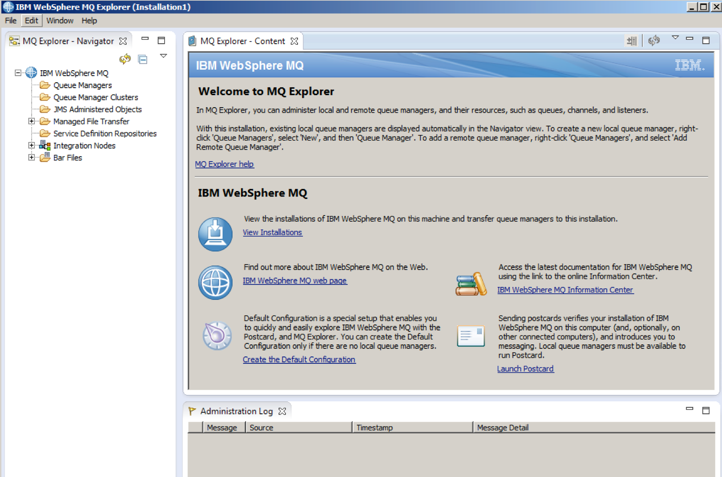 IBM WebSphere MQ Explorer (Installation1)
File Edit Window Help
MQ Explorer - Navigator
IBM WebSphere MQ
Queue Managers
Queue Manager Clusters
JMS Administered Objects
Managed File Transfer
Service Definition Repositories
Integration Nodes
Bar Files
MQ Explorer - Content
IBM WebSphere MQ
IBM.
Welcome to MQ Explorer
In MQ Explorer, you can administer local and remote queue managers, and their resources, such as queues, channels, and listeners.
With this installation, existing local queue managers are displayed automatically in the Navigator view. To create a new local queue manager, right-
click 'Queue Managers', select 'New', and then 'Queue Manager'. To add a remote queue manager, right-click 'Queue Managers', and select 'Add
Remote Queue Manager'.
MQ Explorer help
IBM WebSphere MQ
View the installations of IBM WebSphere MQ on this machine and transfer queue managers to this installation.
View Installations
Find out more about IBM WebSphere MQ on the Web.
IBM WebSphere MQ web page
Access the latest documentation for IBM WebSphere MQ
using the link to the online Information Center.
IBM WebSphere MQ Information Center
Default Configuration is a special setup that enables you
to quickly and easily explore IBM WebSphere MQ with the
Postcard, and MQ Explorer. You can create the Default
Configuration only if there are no local queue managers.
Create the Default Configuration
Sending postcards verifies your installation of IBM
WebSphere MQ on this computer (and, optionally, on
other connected computers), and introduces you to
messaging. Local queue managers must be available to
run Postcard.
Launch Postcard
Administration Log
Message Source Timestamp Message Detail